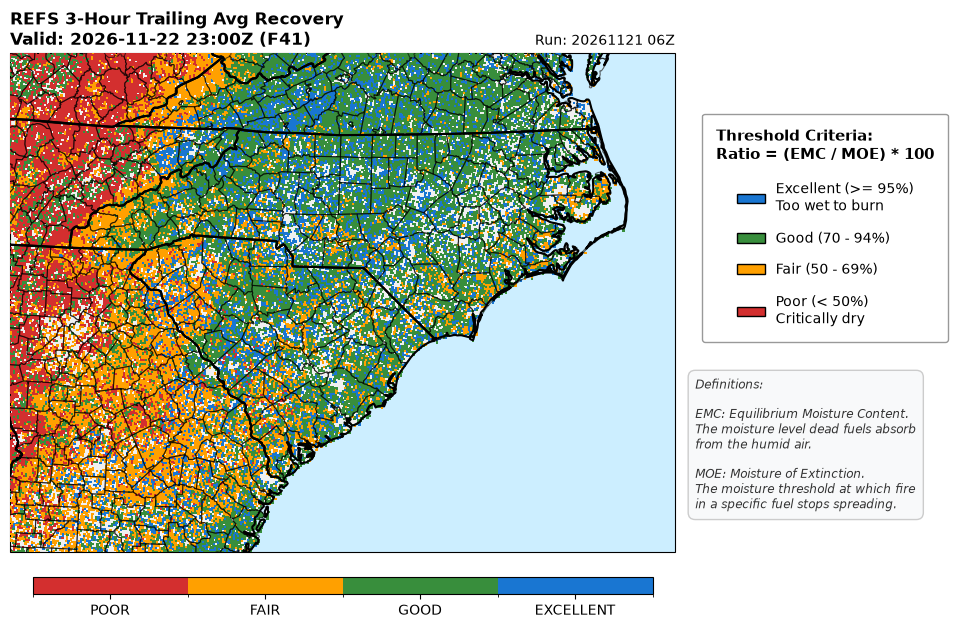 REFS 3-Hour Trailing Avg Recovery
Valid: 2026-11-22 23:00Z (F41)
Run: 20261121 06Z
Threshold Criteria:
Ratio = (EMC / MOE) * 100
Excellent (>= 95%)
Too wet to burn
Good (70 - 94%)
Fair (50 - 69%)
Poor (< 50%)
Critically dry
Definitions:
EMC: Equilibrium Moisture Content.
The moisture level dead fuels absorb
from the humid air.
MOE: Moisture of Extinction.
The moisture threshold at which fire
in a specific fuel stops spreading.
POOR
FAIR
GOOD
EXCELLENT